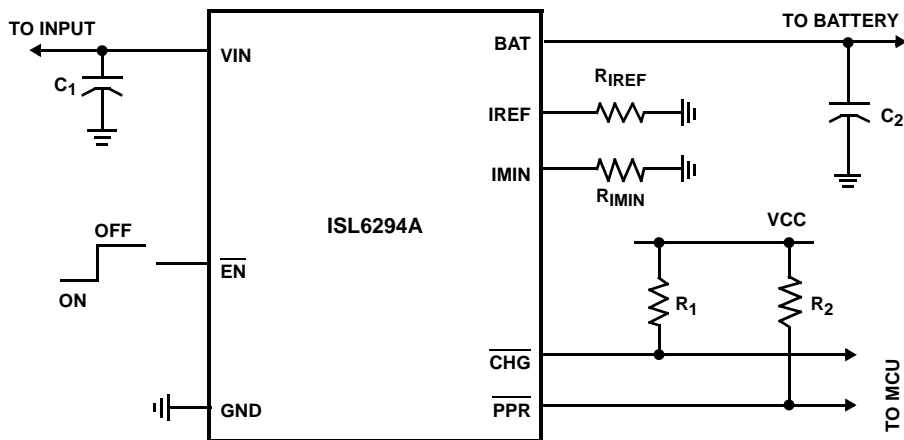 TO INPUT
TO BATTERY
VIN
BAT
C1
RIREF
IREF
C2
IMIN
RIMIN
ISL6294A
VCC
OFF
EN
ON
R1
R2
CHG
GND
PPR
TO MCU